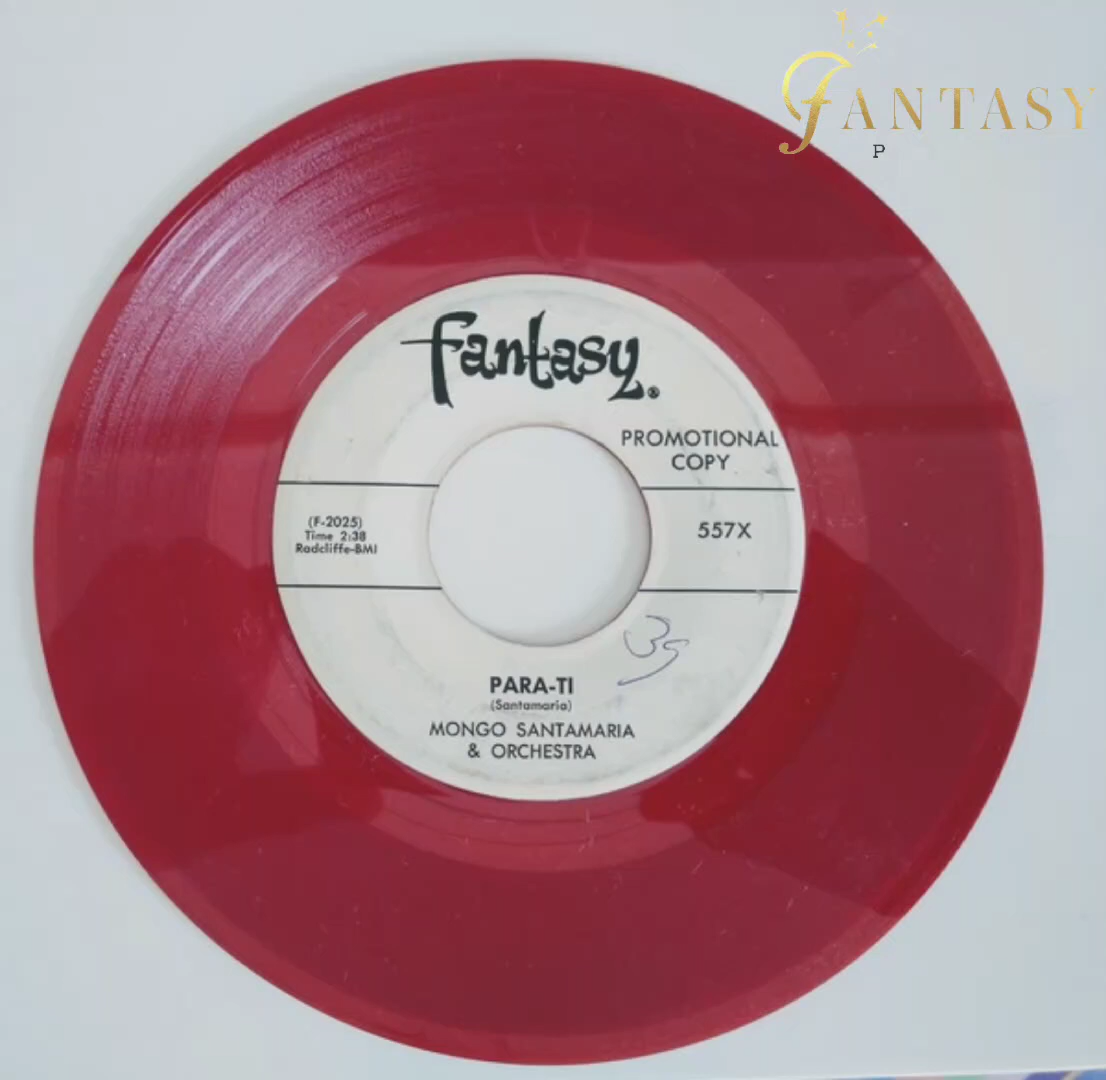 FANTASY
P
fantasy®
PROMOTIONAL
COPY
(F-2025)
Time 2:38
Radcliffe-BMI
557X
PARA-TI
(Santamaria)
MONGO SANTAMARIA
& ORCHESTRA